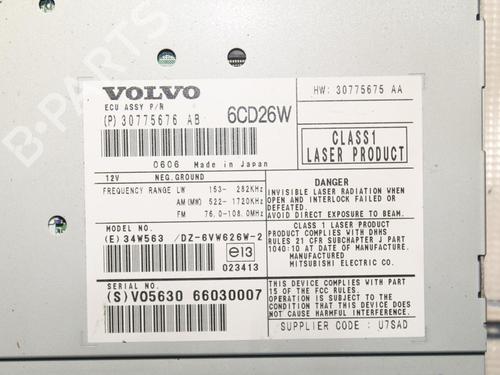 VOLVO
ECU ASSY P/N
(P) 30775676 AB
6CD26W
HW: 30775675 AA
0606 Made in Japan
CLASS1
LASER PRODUCT
12V NEG.GROUND
FREQUENCY RANGE LW 153- 282KHz
AM(MW) 522- 1720KHz
FM 76.0-108.0MHz
MODEL NO.
(E) 34W563 /DZ-6VW626W-2
e13
023413
SERIAL NO.
(S) VO5630 66030007
DANGER
INVISIBLE LASER RADIATION WHEN
OPEN AND INTERLOCK FAILED OR
DEFEATED.
AVOID DIRECT EXPOSURE TO BEAM.
CLASS 1 LASER PRODUCT
PRODUCT COMPLIES WITH DHHS
RULES 21 CFR SUBCHAPTER J PART
1040:10 AT DATE OF MANUFACTURE.
MANUFACTURED
MITSUBISHI ELECTRIC CO.
THIS DEVICE COMPLIES WITH PART
15 OF THE FCC RULES.
OPERATION IS SUBJECT TO THE
CONDITION THAT THIS DEVICE DOES
NOT CAUSE HARMFUL INTERFERENCE
SUPPLIER CODE : U7SAD
B-PARTS